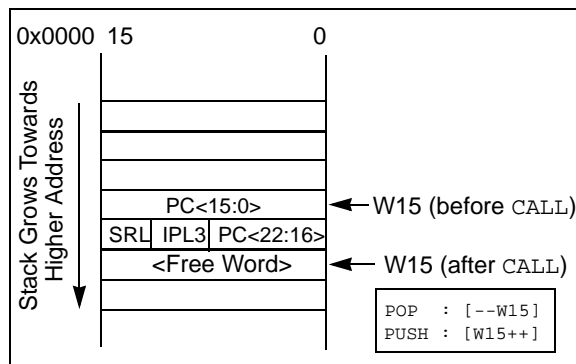 0x0000 15 0
Stack Grows Towards
Higher Address
PC<15:0>
W15 (before CALL)
SRL IPL3 PC<22:16>
<Free Word>
W15 (after CALL)
POP : [--W15]
PUSH : [W15++]